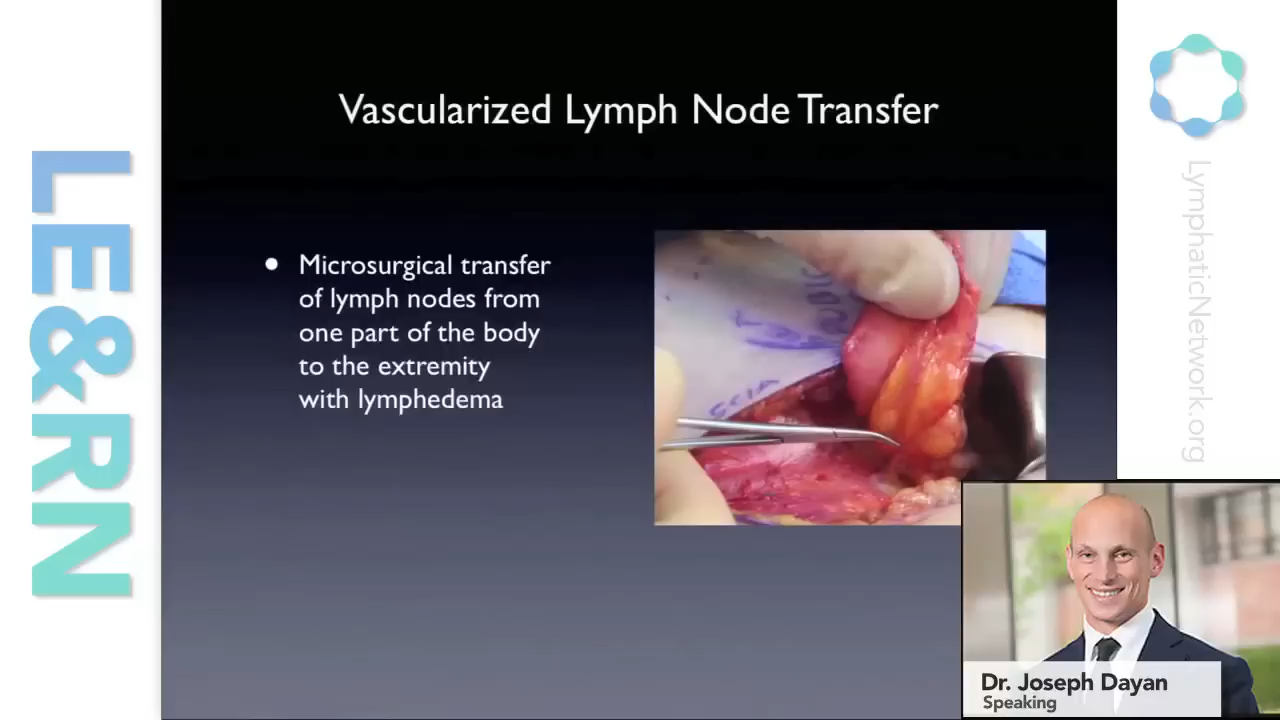 LE&RN
Vascularized Lymph Node Transfer
• Microsurgical transfer
of lymph nodes from
one part of the body
to the extremity
with lymphedema
SCIA
LymphaticNetwork.org
Dr. Joseph Dayan
Speaking